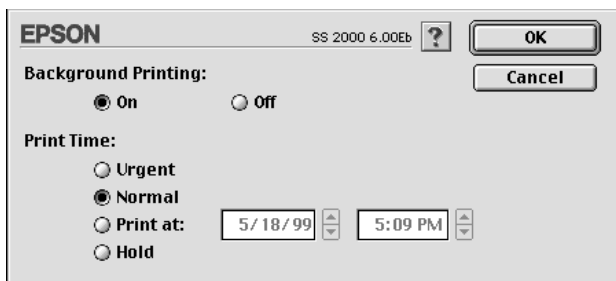 EPSON SS 2000 6.00Eb ? OK
Background Printing: Cancel
On Off
Print Time:
Urgent
Normal
Print at: 5/18/99 5:09 PM
Hold